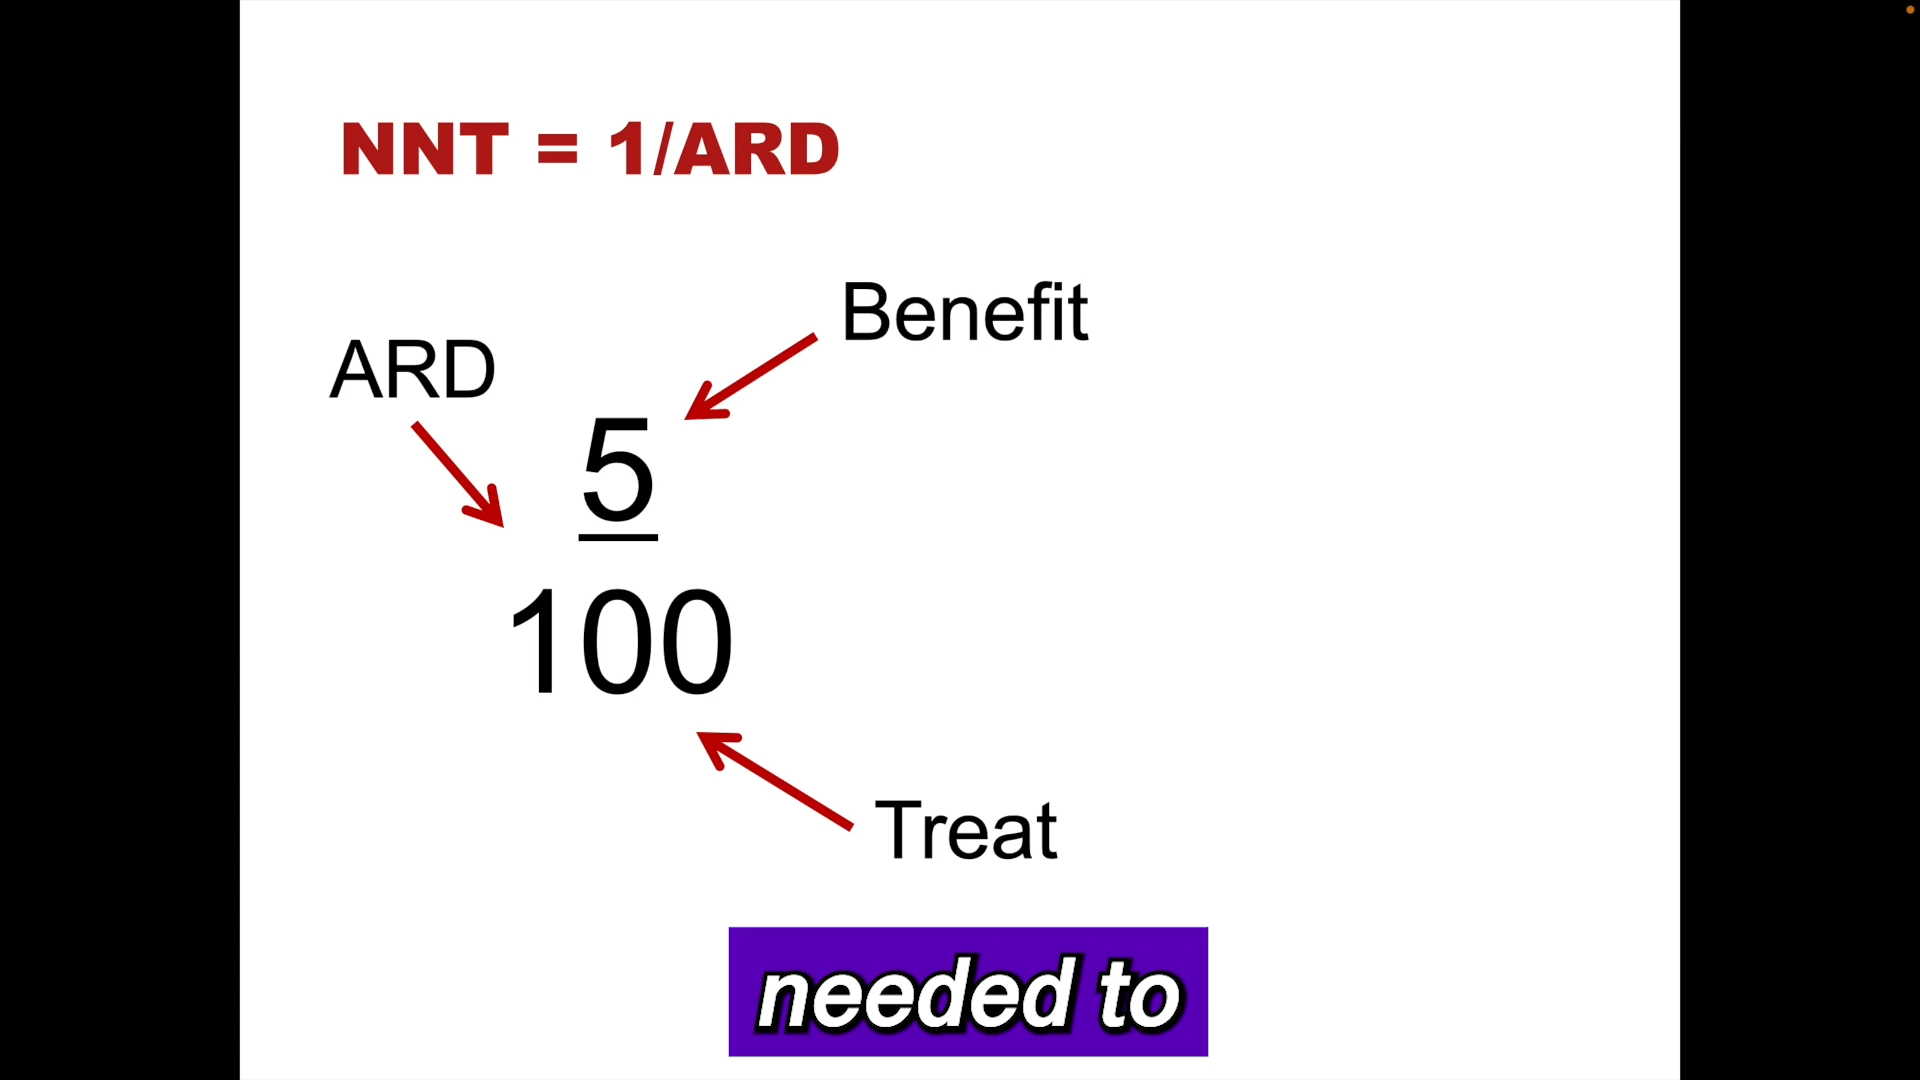 NNT = 1/ARD
Benefit
ARD
5
100
Treat
needed to